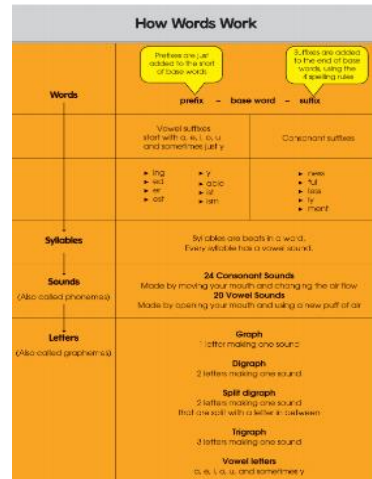 How Words Work
Prefixes are just
added to the start
of base words
Suffixes are added
to the end of base
words, using the
4 spelling rules
Words
prefix – base word – suffix
Vowel suffixes
start with a, e, i, o, u
and sometimes just y
Consonant suffixes
► ing
► ed
► er
► est
► y
► able
► ist
► ism
► ness
► ful
► less
► ly
► ment
Syllables
Syllables are beats in a word.
Every syllable has a vowel sound.
Sounds
(Also called phonemes)
24 Consonant Sounds
Made by moving your mouth and changing the air flow
20 Vowel Sounds
Made by opening your mouth and using a new puff of air
Letters
(Also called graphemes)
Graph
1 letter making one sound
Digraph
2 letters making one sound
Split digraph
2 letters making one sound
that are split with a letter in between
Trigraph
3 letters making one sound
Vowel letters
a, e, i, o, u, and sometimes y